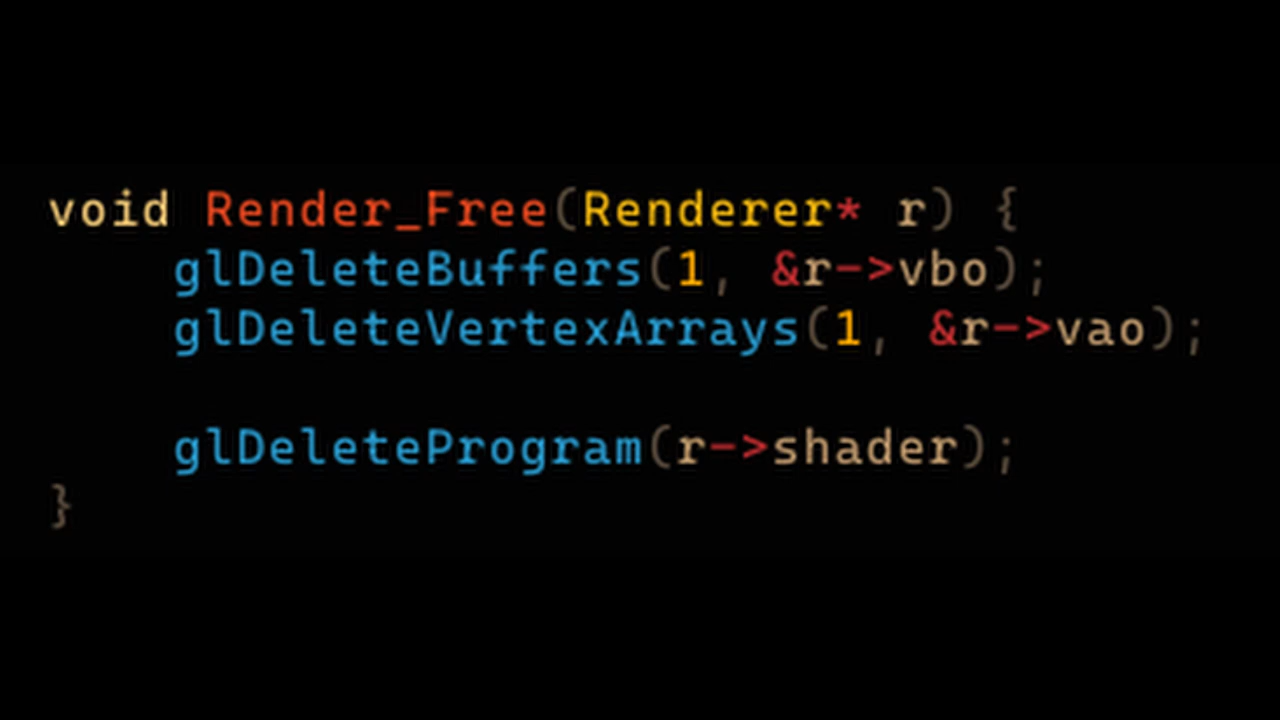 void Render_Free(Renderer* r) {
    glDeleteBuffers(1, &r->vbo);
    glDeleteVertexArrays(1, &r->vao);

    glDeleteProgram(r->shader);
}